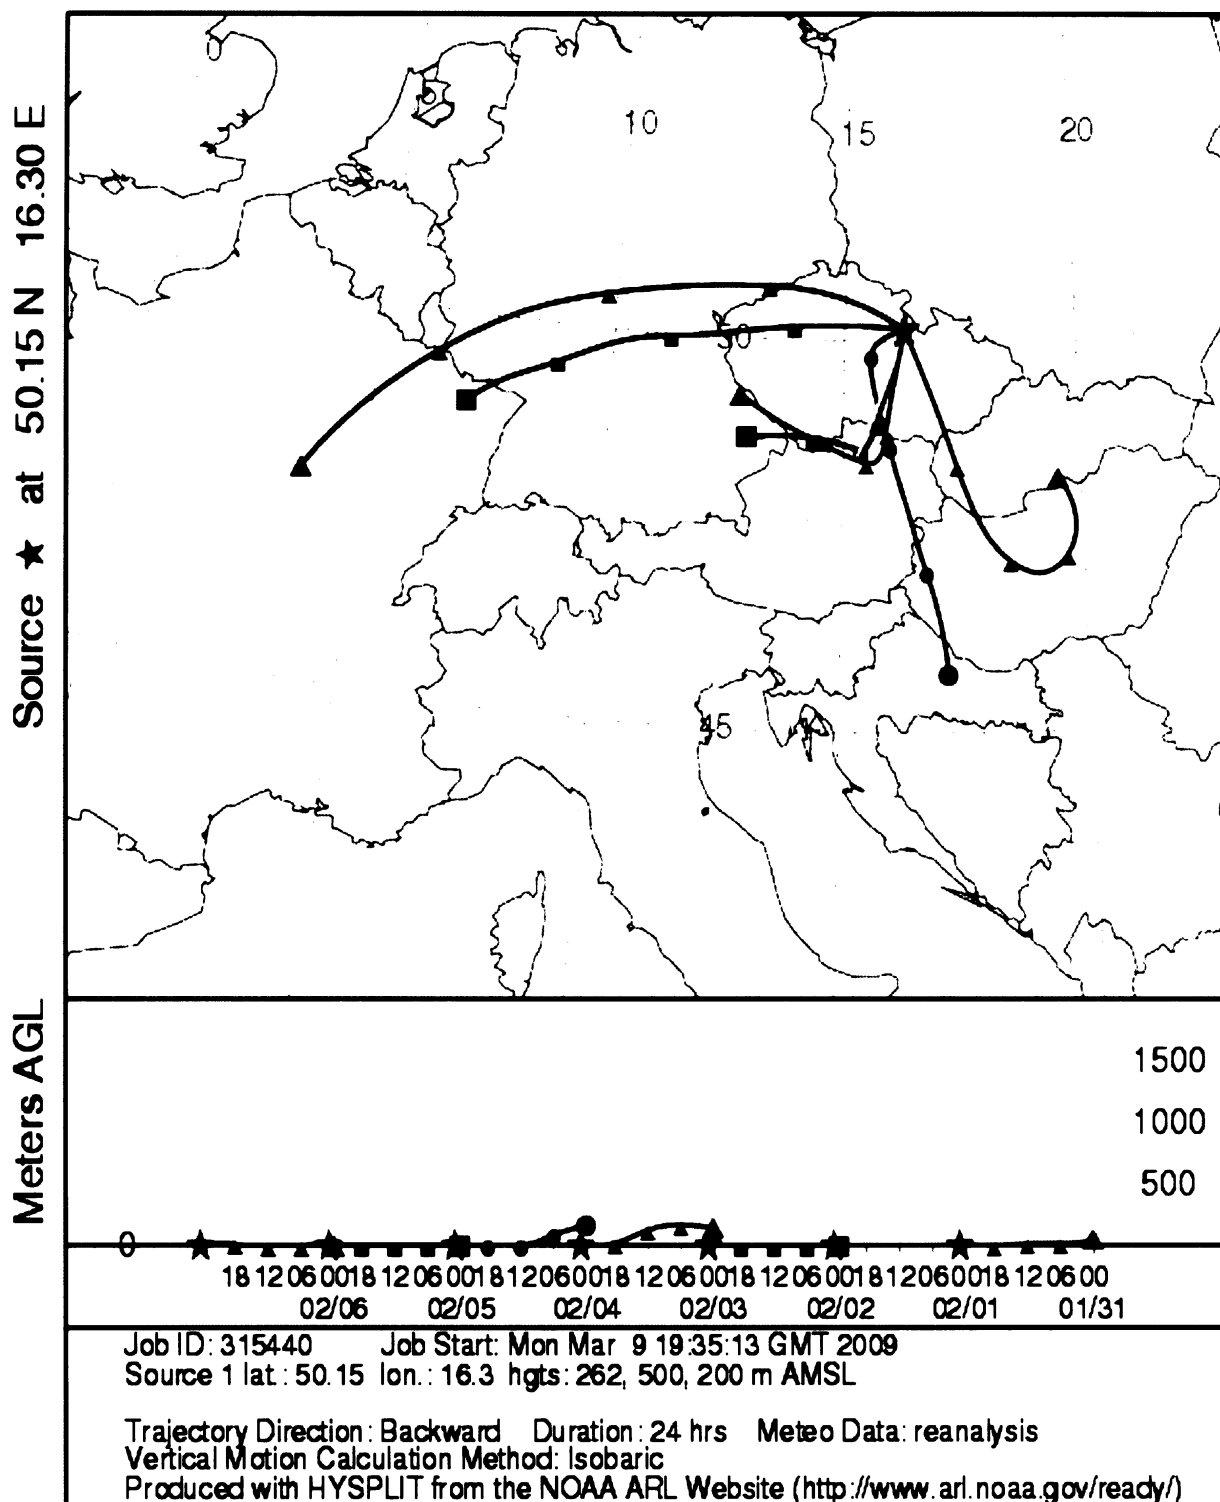 Source ★ at 50.15 N 16.30 E
0
10
15
20
50
45
Meters AGL
1500
1000
500
0
18 12 06 00 18 12 06 00 18 12 06 00 18 12 06 00 18 12 06 00 18 12 06 00 18 12 06 00
02/06 02/05 02/04 02/03 02/02 02/01 01/31
Job ID: 315440 Job Start: Mon Mar 9 19:35:13 GMT 2009
Source 1 lat.: 50.15 lon.: 16.3 hgts: 262, 500, 200 m AMSL
Trajectory Direction: Backward Duration: 24 hrs Meteo Data: reanalysis
Vertical Motion Calculation Method: Isobaric
Produced with HYSPLIT from the NOAA ARL Website (http://www.arl.noaa.gov/ready/)